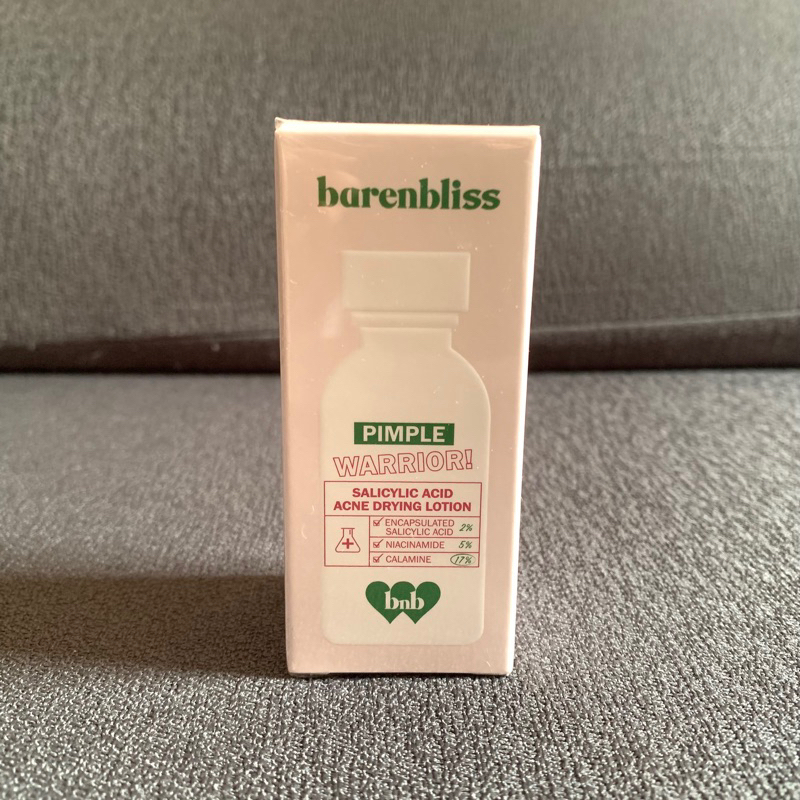 barenbliss
PIMPLE
WARRIOR!
SALICYLIC ACID
ACNE DRYING LOTION
ENCAPSULATED
SALICYLIC ACID 2%
NIACINAMIDE 5%
CALAMINE 17%
bnb